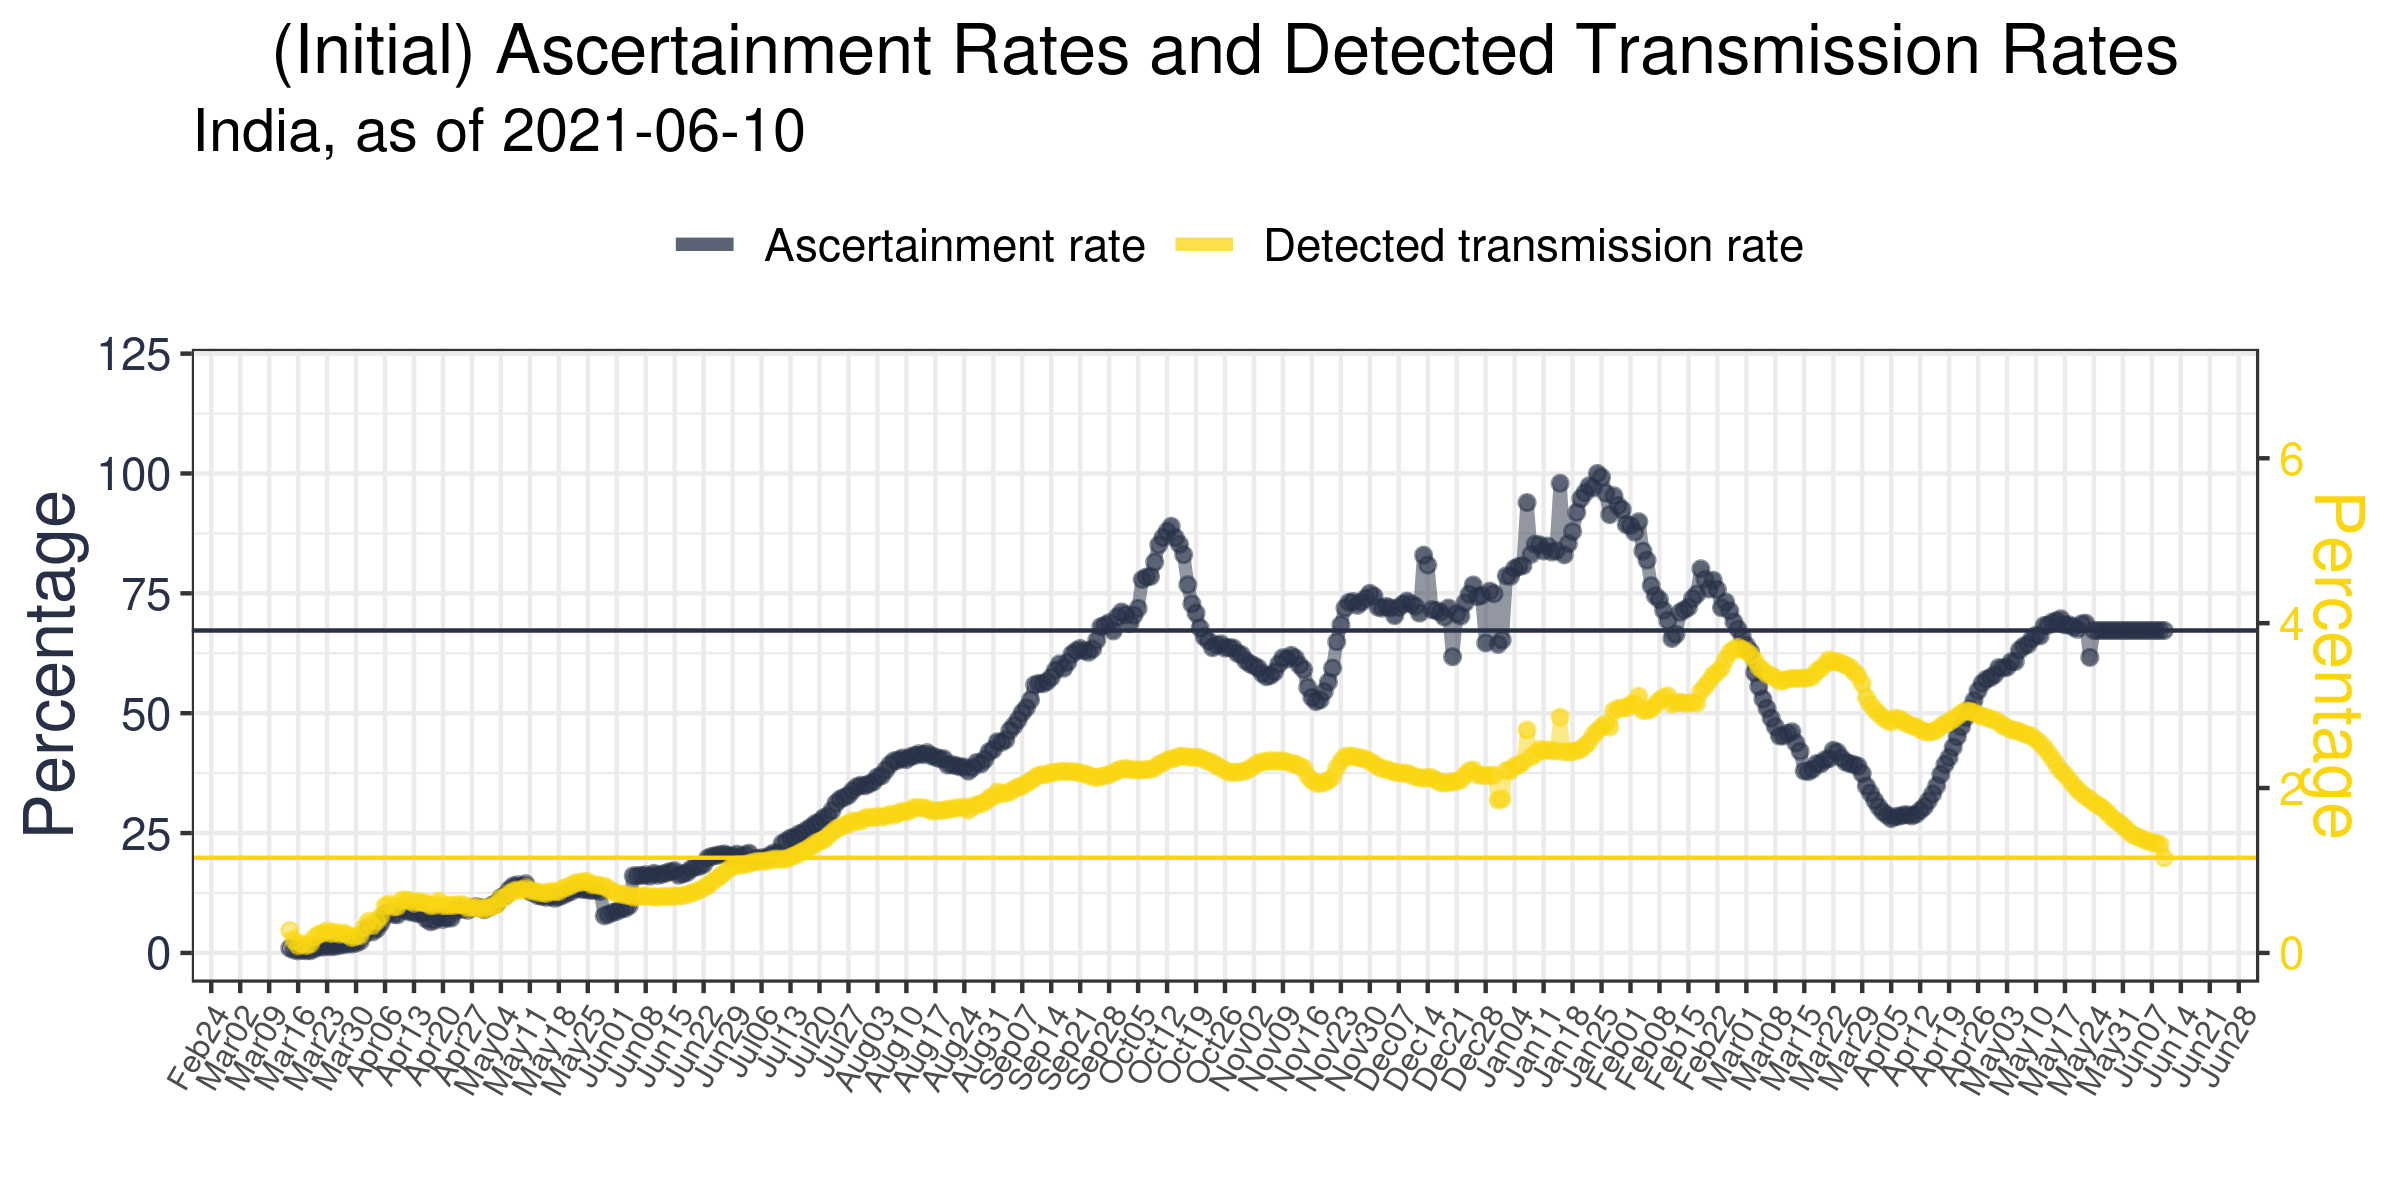 (Initial) Ascertainment Rates and Detected Transmission Rates
India, as of 2021-06-10
Ascertainment rate
Detected transmission rate
Percentage
125
100
75
50
25
0
6
4
2
0
Percentage
Feb24
Mar02
Mar09
Mar16
Mar23
Mar30
Apr06
Apr13
Apr20
Apr27
May04
May11
May18
May25
Jun01
Jun08
Jun15
Jun22
Jun29
Jul06
Jul13
Jul20
Jul27
Aug03
Aug10
Aug17
Aug24
Aug31
Sep07
Sep14
Sep21
Sep28
Oct05
Oct12
Oct19
Oct26
Nov02
Nov09
Nov16
Nov23
Nov30
Dec07
Dec14
Dec21
Dec28
Jan04
Jan11
Jan18
Jan25
Feb01
Feb08
Feb15
Feb22
Mar01
Mar08
Mar15
Mar22
Mar29
Apr05
Apr12
Apr19
Apr26
May03
May10
May17
May24
May31
Jun07
Jun14
Jun21
Jun28